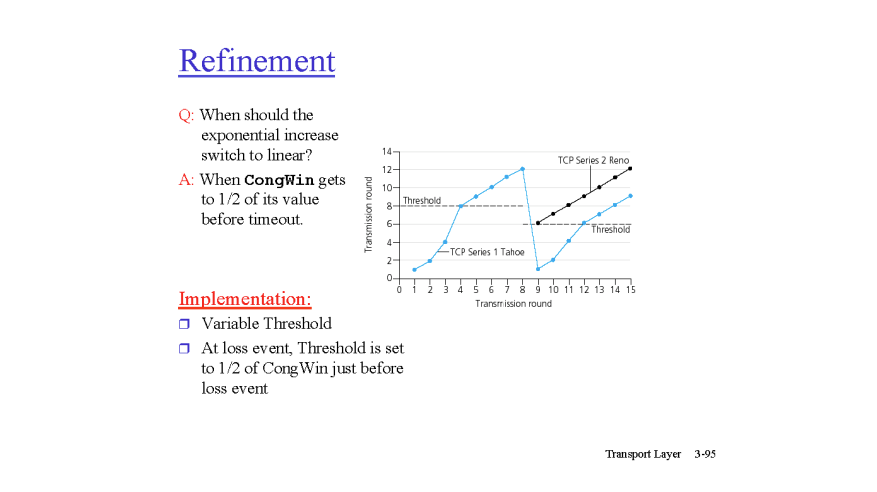 Refinement
Q: When should the
exponential increase
switch to linear?
A: When CongWin gets
to 1/2 of its value
before timeout.
Implementation:
❒ Variable Threshold
❒ At loss event, Threshold is set
to 1/2 of CongWin just before
loss event
Transmission round
14
12
10
8
6
4
2
0
TCP Series 2 Reno
Threshold
Threshold
TCP Series 1 Tahoe
0 1 2 3 4 5 6 7 8 9 10 11 12 13 14 15
Transmission round
Transport Layer 3-95